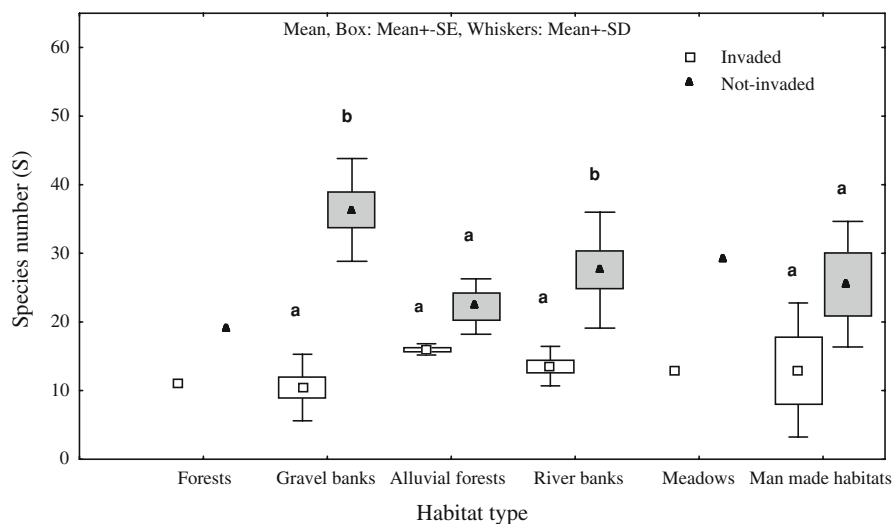 Mean, Box: Mean+-SE, Whiskers: Mean+-SD
Invaded
Not-invaded
Species number (S)
60
50
40
30
20
10
0
b
a
a
a
b
a
a
a
Forests Gravel banks Alluvial forests River banks Meadows Man made habitats
Habitat type